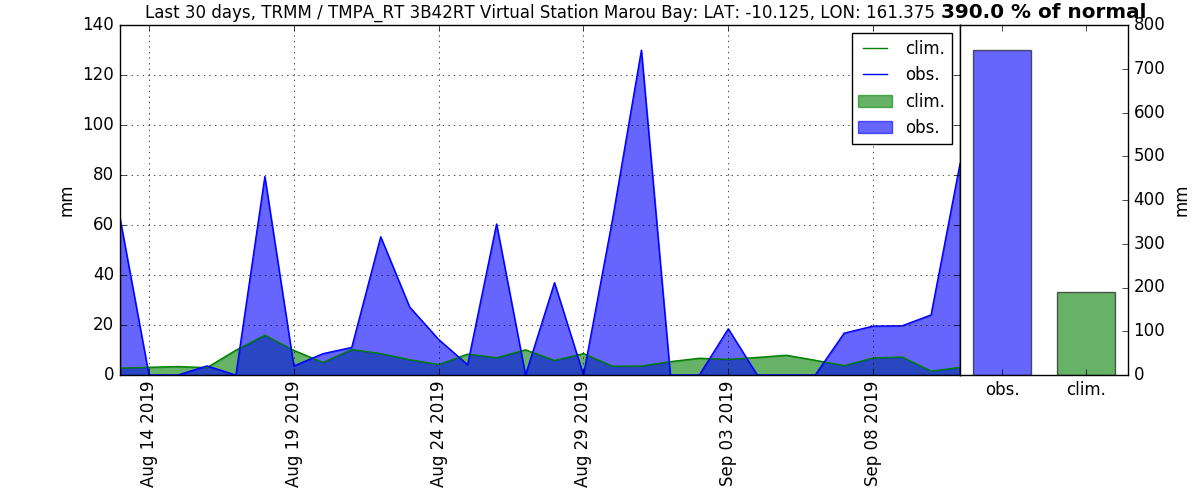 Last 30 days, TRMM / TMPA_RT 3B42RT Virtual Station Marou Bay: LAT: -10.125, LON: 161.375 390.0 % of normal
140
120
100
80
60
40
20
0
mm
clim.
obs.
clim.
obs.
Aug 14 2019
Aug 19 2019
Aug 24 2019
Aug 29 2019
Sep 03 2019
Sep 08 2019
800
700
600
500
400
300
200
100
0
mm
obs.
clim.